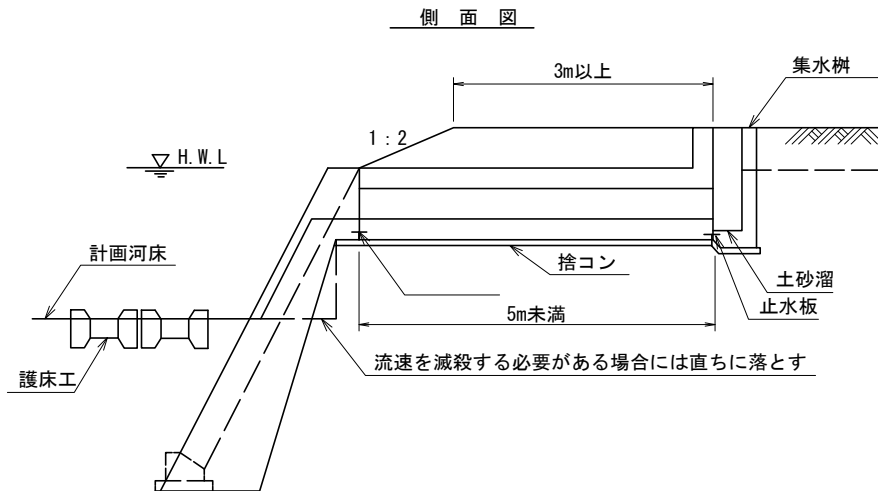 側 面 図
3m以上
集水桝
1 : 2
H.W.L
計画河床
捨コン
土砂溜
止水板
5m未満
流速を減殺する必要がある場合には直ちに落とす
護床工